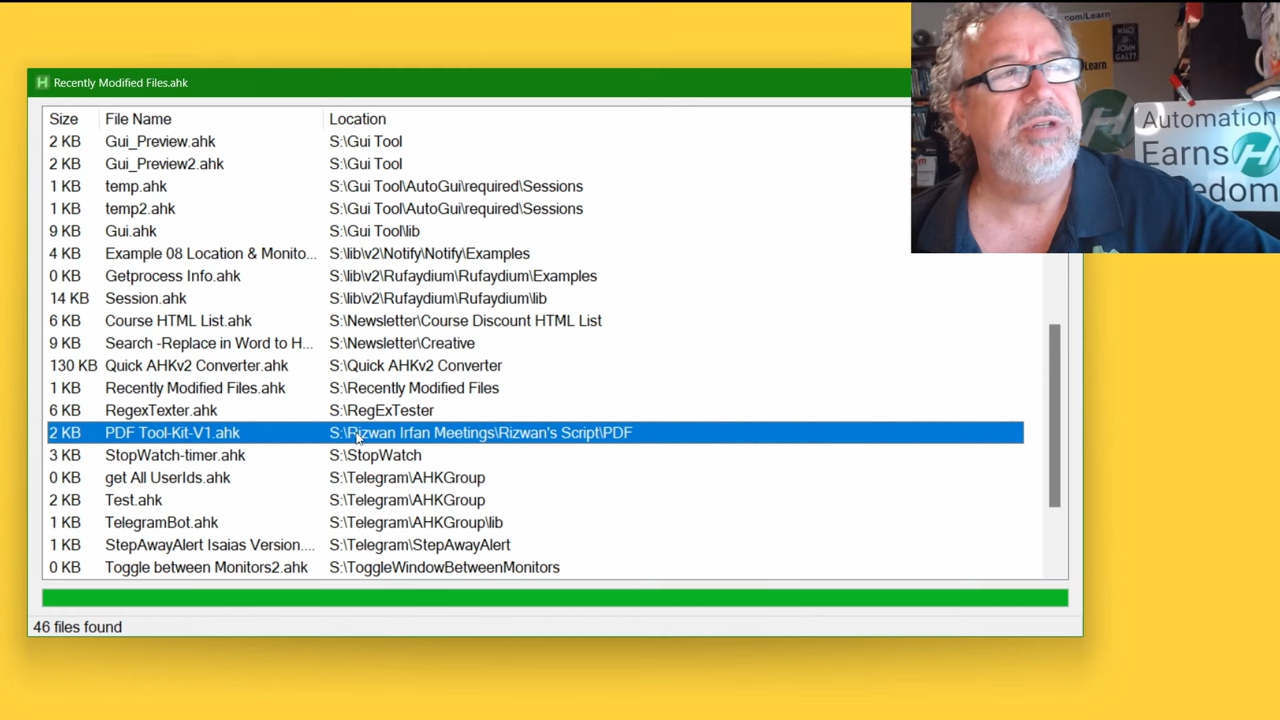 Recently Modified Files.ahk
Size File Name Location
2 KB Gui_Preview.ahk S:\Gui Tool
2 KB Gui_Preview2.ahk S:\Gui Tool
1 KB temp.ahk S:\Gui Tool\AutoGui\required\Sessions
1 KB temp2.ahk S:\Gui Tool\AutoGui\required\Sessions
9 KB Gui.ahk S:\Gui Tool\lib
4 KB Example 08 Location & Monito... S:\lib\v2\Notify\Notify\Examples
0 KB Getprocess Info.ahk S:\lib\v2\Rufaydium\Rufaydium\Examples
14 KB Session.ahk S:\lib\v2\Rufaydium\Rufaydium\lib
6 KB Course HTML List.ahk S:\Newsletter\Course Discount HTML List
9 KB Search -Replace in Word to H... S:\Newsletter\Creative
130 KB Quick AHKv2 Converter.ahk S:\Quick AHKv2 Converter
1 KB Recently Modified Files.ahk S:\Recently Modified Files
6 KB RegexTexter.ahk S:\RegExTester
2 KB PDF Tool-Kit-V1.ahk S:\Rizwan Irfan Meetings\Rizwan's Script\PDF
3 KB StopWatch-timer.ahk S:\StopWatch
0 KB get All UserIds.ahk S:\Telegram\AHKGroup
2 KB Test.ahk S:\Telegram\AHKGroup
1 KB TelegramBot.ahk S:\Telegram\AHKGroup\lib
1 KB StepAwayAlert Isaias Version.... S:\Telegram\StepAwayAlert
0 KB Toggle between Monitors2.ahk S:\ToggleWindowBetweenMonitors
46 files found
.com/Learn
WHO
IS
JOHN
GALT?
Learn
Automation
Earns
edom